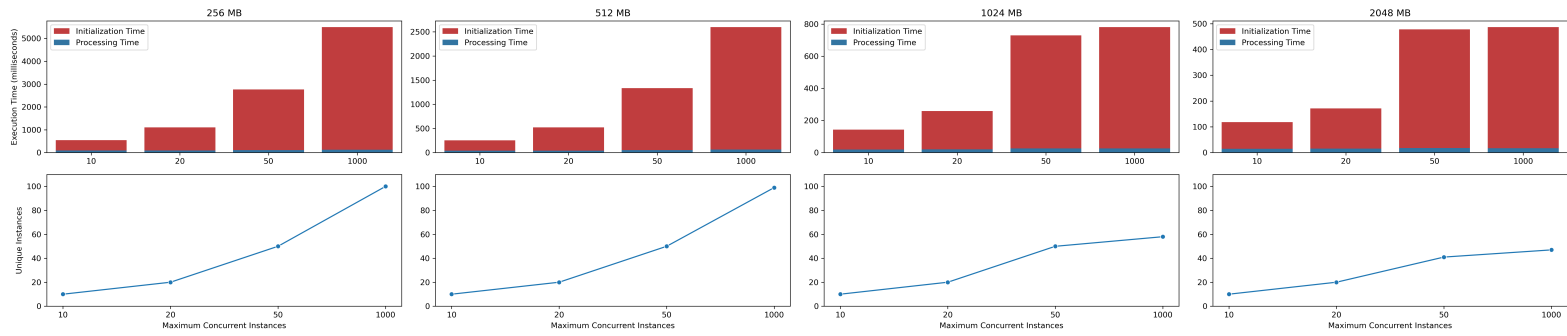 256 MB
Execution Time (milliseconds)
5000
4000
3000
2000
1000
0
Initialization Time
Processing Time
10 20 50 1000
512 MB
2500
2000
1500
1000
500
0
Initialization Time
Processing Time
10 20 50 1000
1024 MB
800
600
400
200
0
Initialization Time
Processing Time
10 20 50 1000
2048 MB
500
400
300
200
100
0
Initialization Time
Processing Time
10 20 50 1000
Unique Instances
100
80
60
40
20
0
10 20 50 1000
Maximum Concurrent Instances
100
80
60
40
20
0
10 20 50 1000
Maximum Concurrent Instances
100
80
60
40
20
0
10 20 50 1000
Maximum Concurrent Instances
100
80
60
40
20
0
10 20 50 1000
Maximum Concurrent Instances